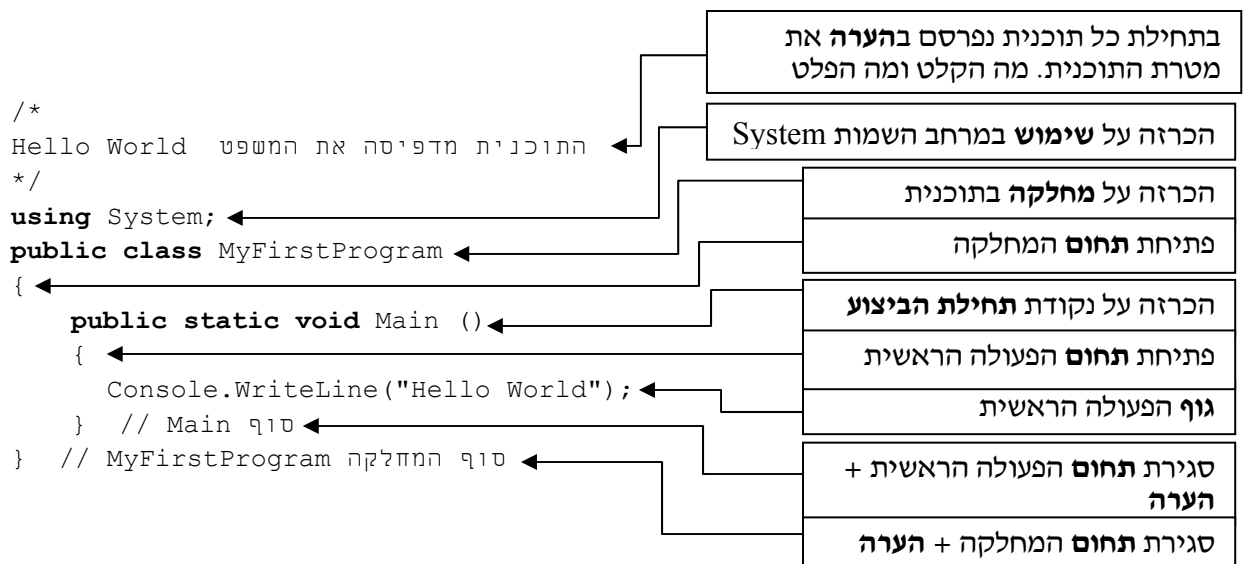 בתחילת כל תוכנית נפרסם בהערה את
מטרת התוכנית. מה הקלט ומה הפלט
/*
Hello World התוכנית מדפיסה את המשפט
*/
הכרזה על שימוש במרחב השמות System
using System;
הכרזה על מחלקה בתוכנית
public class MyFirstProgram
פתיחת תחום המחלקה
{
הכרזה על נקודת תחילת הביצוע
public static void Main ()
פתיחת תחום הפעולה הראשית
{
גוף הפעולה הראשית
Console.WriteLine("Hello World");
} // Main סוף
סגירת תחום הפעולה הראשית +
הערה
} // MyFirstProgram סוף המחלקה
סגירת תחום המחלקה + הערה